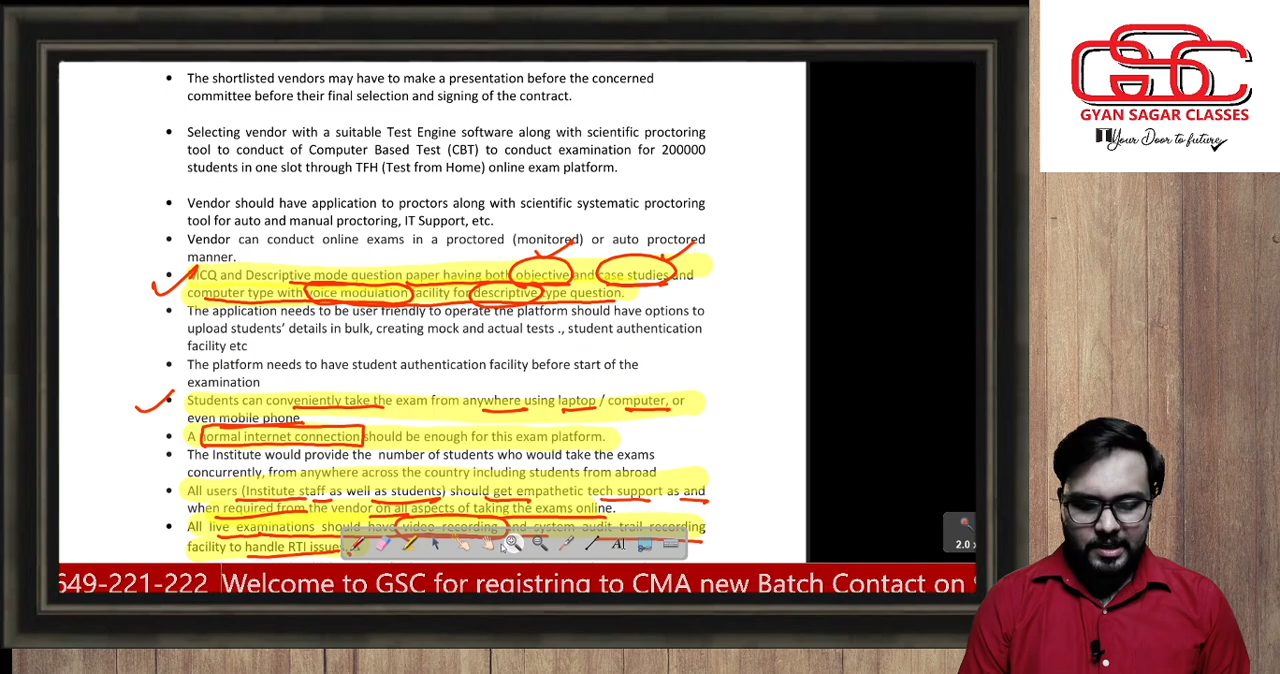 • The shortlisted vendors may have to make a presentation before the concerned
committee before their final selection and signing of the contract.
• Selecting vendor with a suitable Test Engine software along with scientific proctoring
tool to conduct of Computer Based Test (CBT) to conduct examination for 200000
students in one slot through TFH (Test from Home) online exam platform.
• Vendor should have application to proctors along with scientific systematic proctoring
tool for auto and manual proctoring, IT Support, etc.
• Vendor can conduct online exams in a proctored (monitored) or auto proctored
manner.
• MCQ and Descriptive mode question paper having both objective and case studies and
computer type with voice modulation facility for descriptive type question.
• The application needs to be user friendly to operate the platform should have options to
upload students' details in bulk, creating mock and actual tests ., student authentication
facility etc
• The platform needs to have student authentication facility before start of the
examination
• Students can conveniently take the exam from anywhere using laptop / computer, or
even mobile phone.
• A normal internet connection should be enough for this exam platform.
• The Institute would provide the number of students who would take the exams
concurrently, from anywhere across the country including students from abroad
• All users (Institute staff as well as students) should get empathetic tech support as and
when required from the vendor on all aspects of taking the exams online.
• All live examinations should have video recording and system audit trail recording
facility to handle RTI issues
A
2.0 x
649-221-222 Welcome to GSC for registring to CMA new Batch Contact on
GSC
GYAN SAGAR CLASSES
Your Door to future